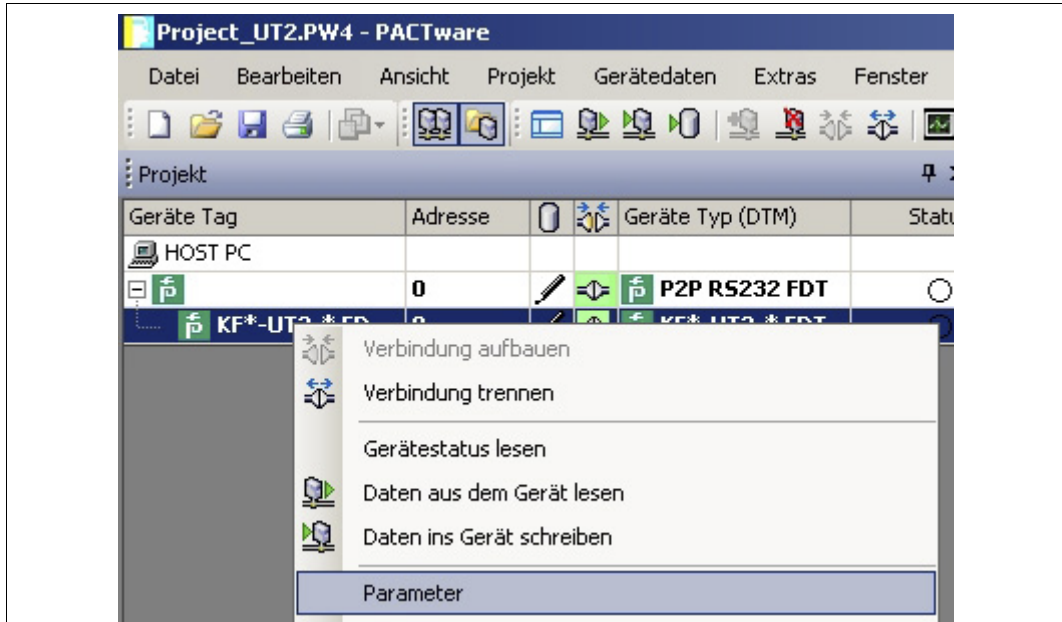 Project_UT2.PW4 - PACTware
Datei Bearbeiten Ansicht Projekt Gerätedaten Extras Fenster
Projekt
Geräte Tag Adresse Geräte Typ (DTM)
HOST PC
0 P2P RS232 FDT
Verbindung aufbauen
Verbindung trennen
Gerätestatus lesen
Daten aus dem Gerät lesen
Daten ins Gerät schreiben
Parameter